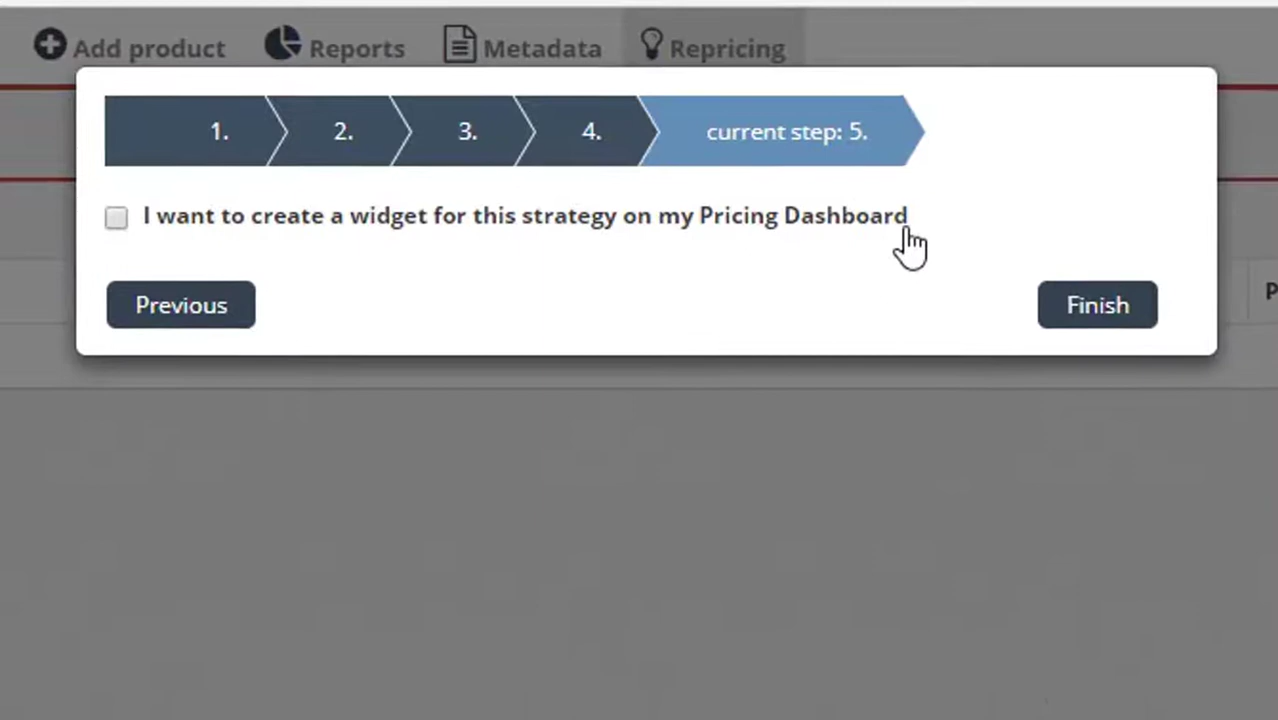 Add product Reports Metadata Repricing
1. 2. 3. 4. current step: 5.
I want to create a widget for this strategy on my Pricing Dashboard
Previous Finish